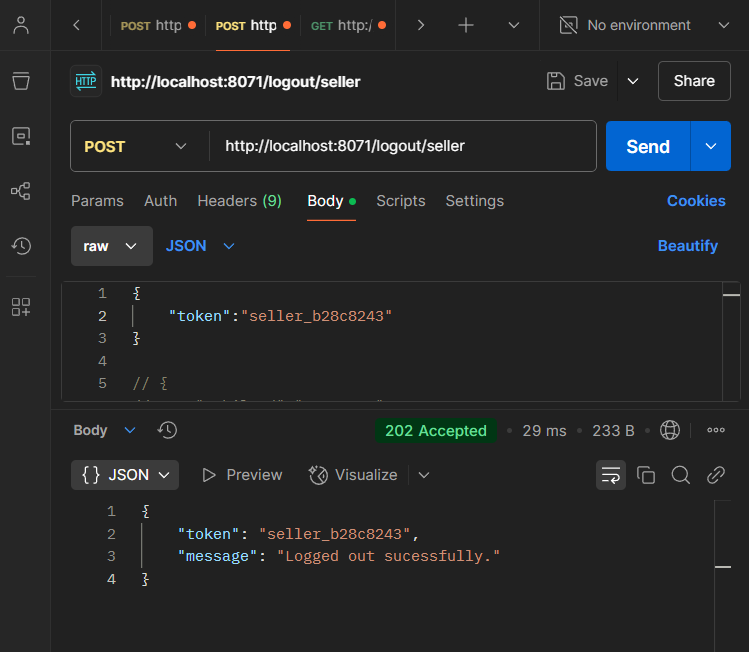 POST http POST http GET http:/ No environment
HTTP http://localhost:8071/logout/seller Save Share
POST http://localhost:8071/logout/seller Send
Params Auth Headers (9) Body Scripts Settings Cookies
raw JSON Beautify
1 {
2 "token":"seller_b28c8243"
3 }
4
5 // {
Body 202 Accepted 29 ms 233 B
{} JSON Preview Visualize
1 {
2 "token": "seller_b28c8243",
3 "message": "Logged out sucessfully."
4 }